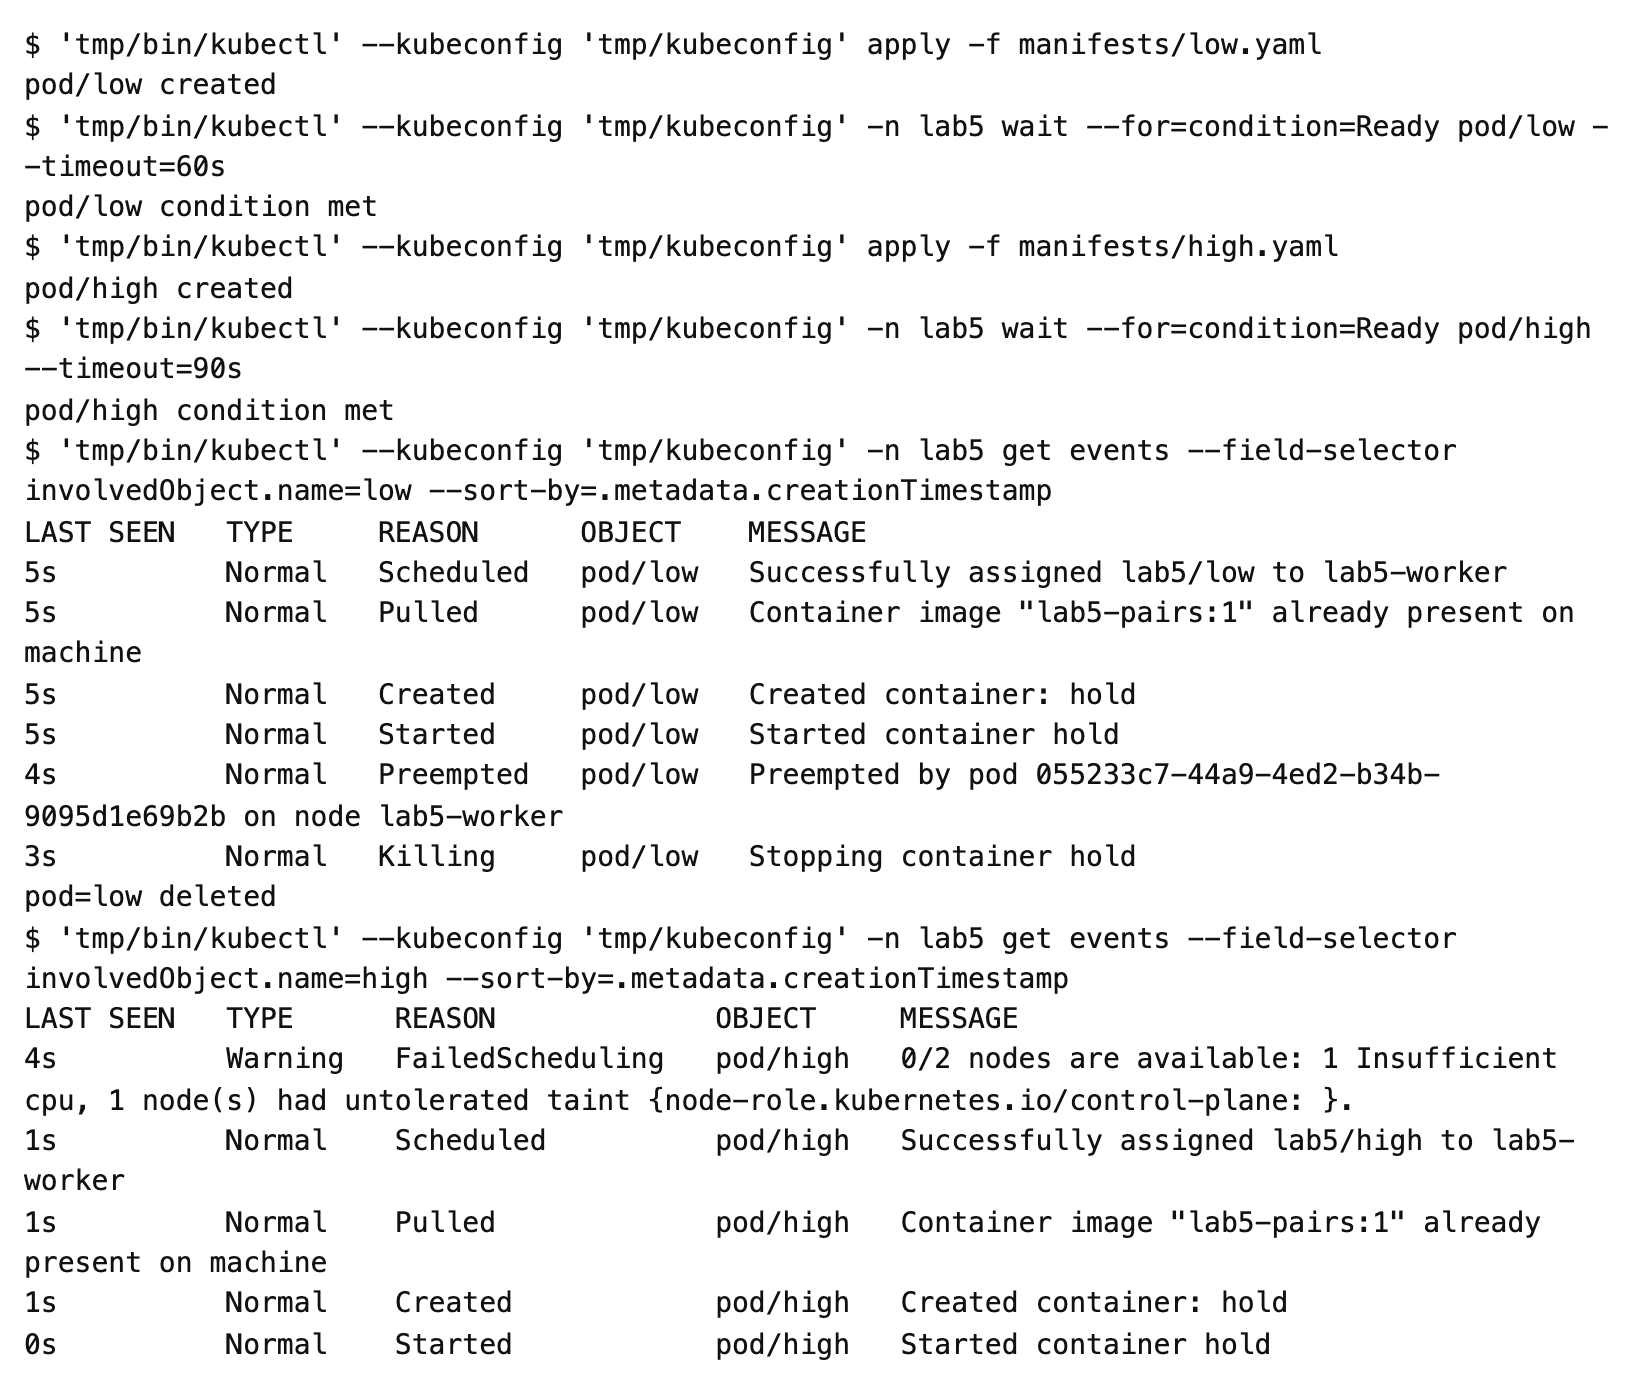 $ 'tmp/bin/kubectl' --kubeconfig 'tmp/kubeconfig' apply -f manifests/low.yaml
pod/low created
$ 'tmp/bin/kubectl' --kubeconfig 'tmp/kubeconfig' -n lab5 wait --for=condition=Ready pod/low -
-timeout=60s
pod/low condition met
$ 'tmp/bin/kubectl' --kubeconfig 'tmp/kubeconfig' apply -f manifests/high.yaml
pod/high created
$ 'tmp/bin/kubectl' --kubeconfig 'tmp/kubeconfig' -n lab5 wait --for=condition=Ready pod/high
--timeout=90s
pod/high condition met
$ 'tmp/bin/kubectl' --kubeconfig 'tmp/kubeconfig' -n lab5 get events --field-selector
involvedObject.name=low --sort-by=.metadata.creationTimestamp
LAST SEEN   TYPE     REASON      OBJECT    MESSAGE
5s          Normal   Scheduled   pod/low   Successfully assigned lab5/low to lab5-worker
5s          Normal   Pulled      pod/low   Container image "lab5-pairs:1" already present on
machine
5s          Normal   Created     pod/low   Created container: hold
5s          Normal   Started     pod/low   Started container hold
4s          Normal   Preempted   pod/low   Preempted by pod 055233c7-44a9-4ed2-b34b-
9095d1e69b2b on node lab5-worker
3s          Normal   Killing     pod/low   Stopping container hold
pod=low deleted
$ 'tmp/bin/kubectl' --kubeconfig 'tmp/kubeconfig' -n lab5 get events --field-selector
involvedObject.name=high --sort-by=.metadata.creationTimestamp
LAST SEEN   TYPE      REASON             OBJECT     MESSAGE
4s          Warning   FailedScheduling   pod/high   0/2 nodes are available: 1 Insufficient
cpu, 1 node(s) had untolerated taint {node-role.kubernetes.io/control-plane: }.
1s          Normal    Scheduled          pod/high   Successfully assigned lab5/high to lab5-
worker
1s          Normal    Pulled             pod/high   Container image "lab5-pairs:1" already
present on machine
1s          Normal    Created            pod/high   Created container: hold
0s          Normal    Started            pod/high   Started container hold